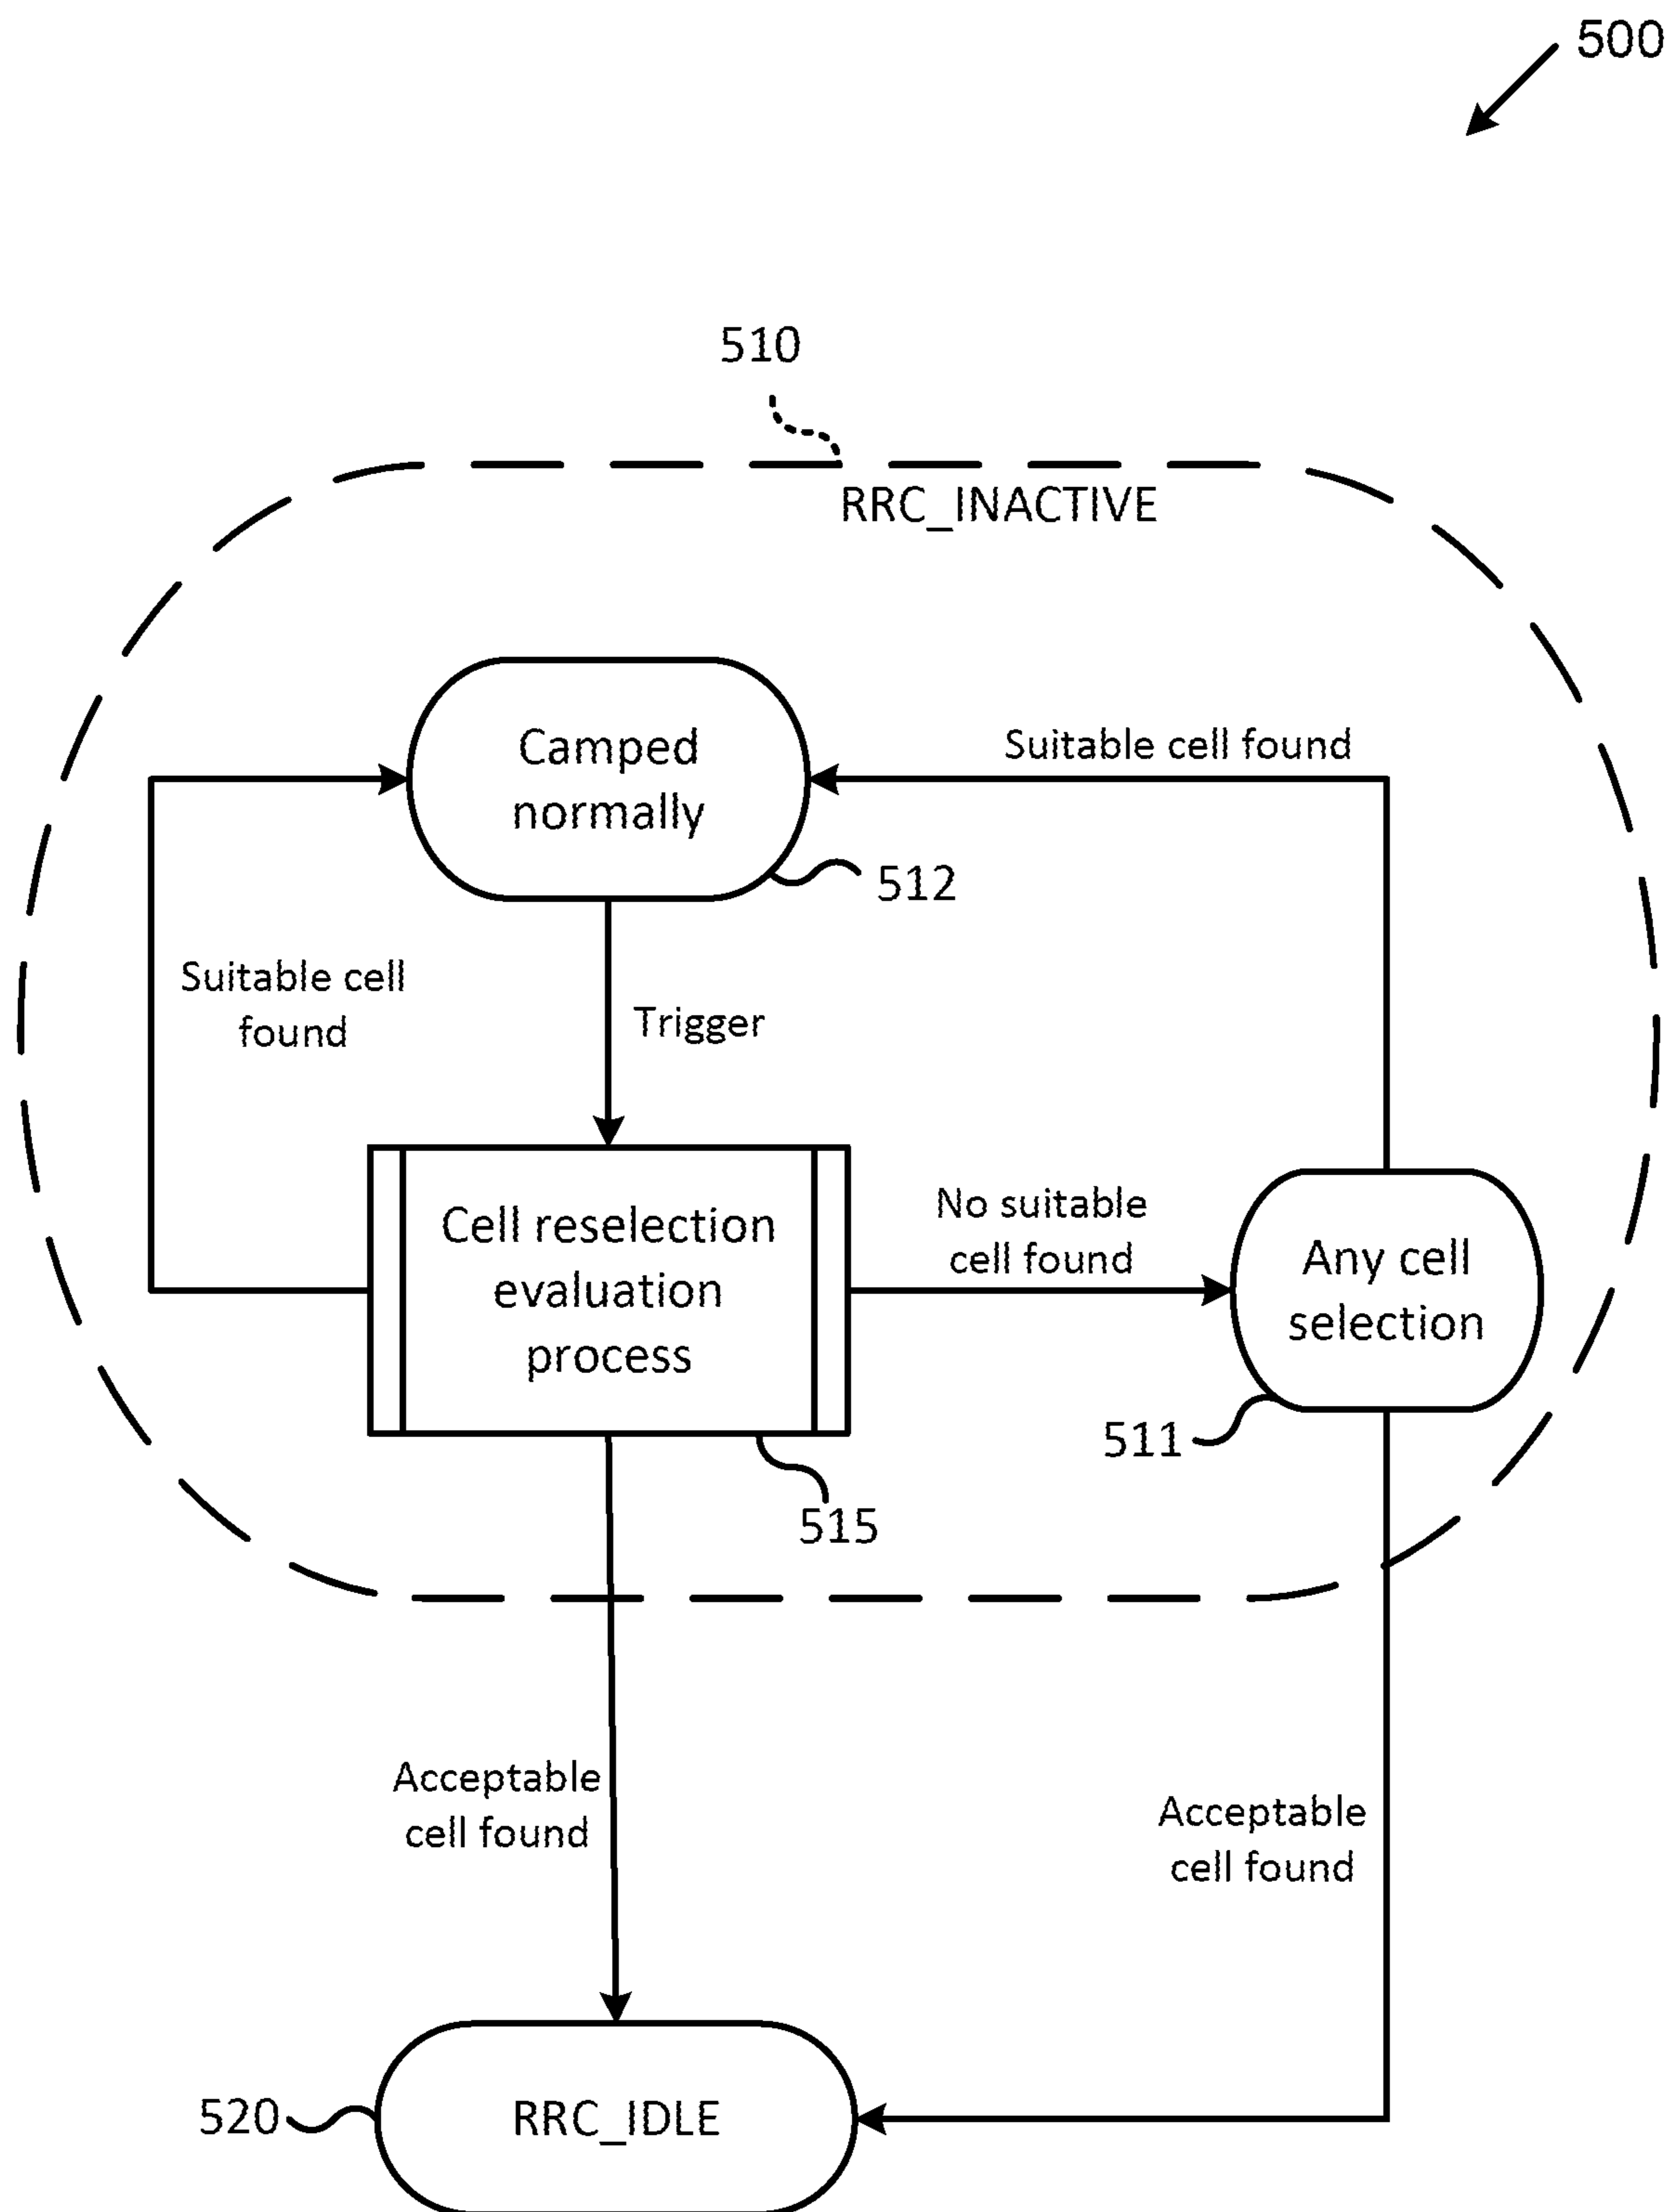 500
510
RRC_INACTIVE
Camped
normally
Suitable cell found
512
Suitable cell
found
Trigger
Cell reselection
evaluation
process
No suitable
cell found
Any cell
selection
511
515
Acceptable
cell found
Acceptable
cell found
520
RRC_IDLE